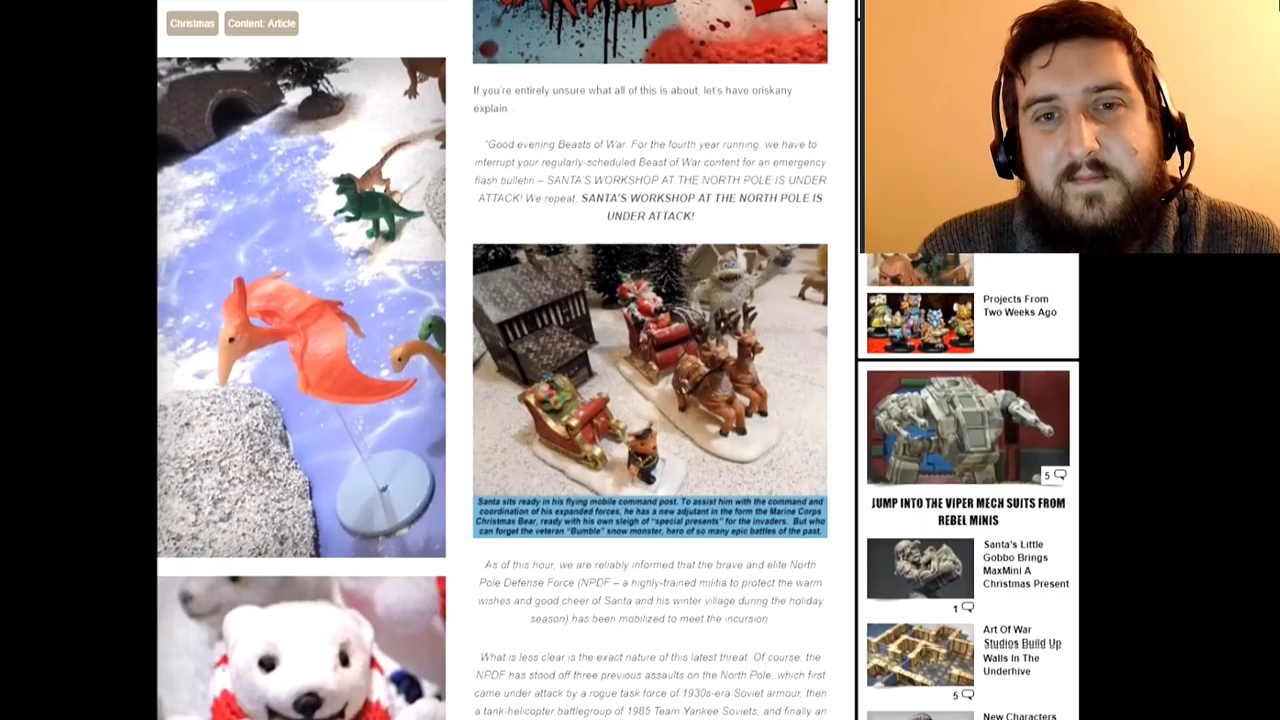 Christmas
Content: Article
If you're entirely unsure what all of this is about, let's have oriskany
explain
"Good evening Beasts of War. For the fourth year running, we have to
interrupt your regularly-scheduled Beast of War content for an emergency
flash bulletin – SANTA'S WORKSHOP AT THE NORTH POLE IS UNDER
ATTACK! We repeat, SANTA'S WORKSHOP AT THE NORTH POLE IS
UNDER ATTACK!
Santa sits ready in his flying mobile command post. To assist him with the command and
coordination of his expanded forces, he has a new adjutant in the form the Marine Corps
Christmas Bear, ready with his own sleigh of "special presents" for the invaders. But who
can forget the veteran "Bumble" snow monster, hero of so many epic battles of the past.
As of this hour, we are reliably informed that the brave and elite North
Pole Defense Force (NPDF – a highly-trained militia to protect the warm
wishes and good cheer of Santa and his winter village during the holiday
season) has been mobilized to meet the incursion
What is less clear is the exact nature of this latest threat. Of course, the
NPDF has stood off three previous assaults on the North Pole, which first
came under attack by a rogue task force of 1930s-era Soviet armour, then
a tank-helicopter battlegroup of 1985 Team Yankee Soviets, and finally an
Projects From
Two Weeks Ago
5
JUMP INTO THE VIPER MECH SUITS FROM
REBEL MINIS
Santa's Little
Gobbo Brings
MaxMini A
Christmas Present
1
Art Of War
Studios Build Up
Walls In The
Underhive
5
New Characters